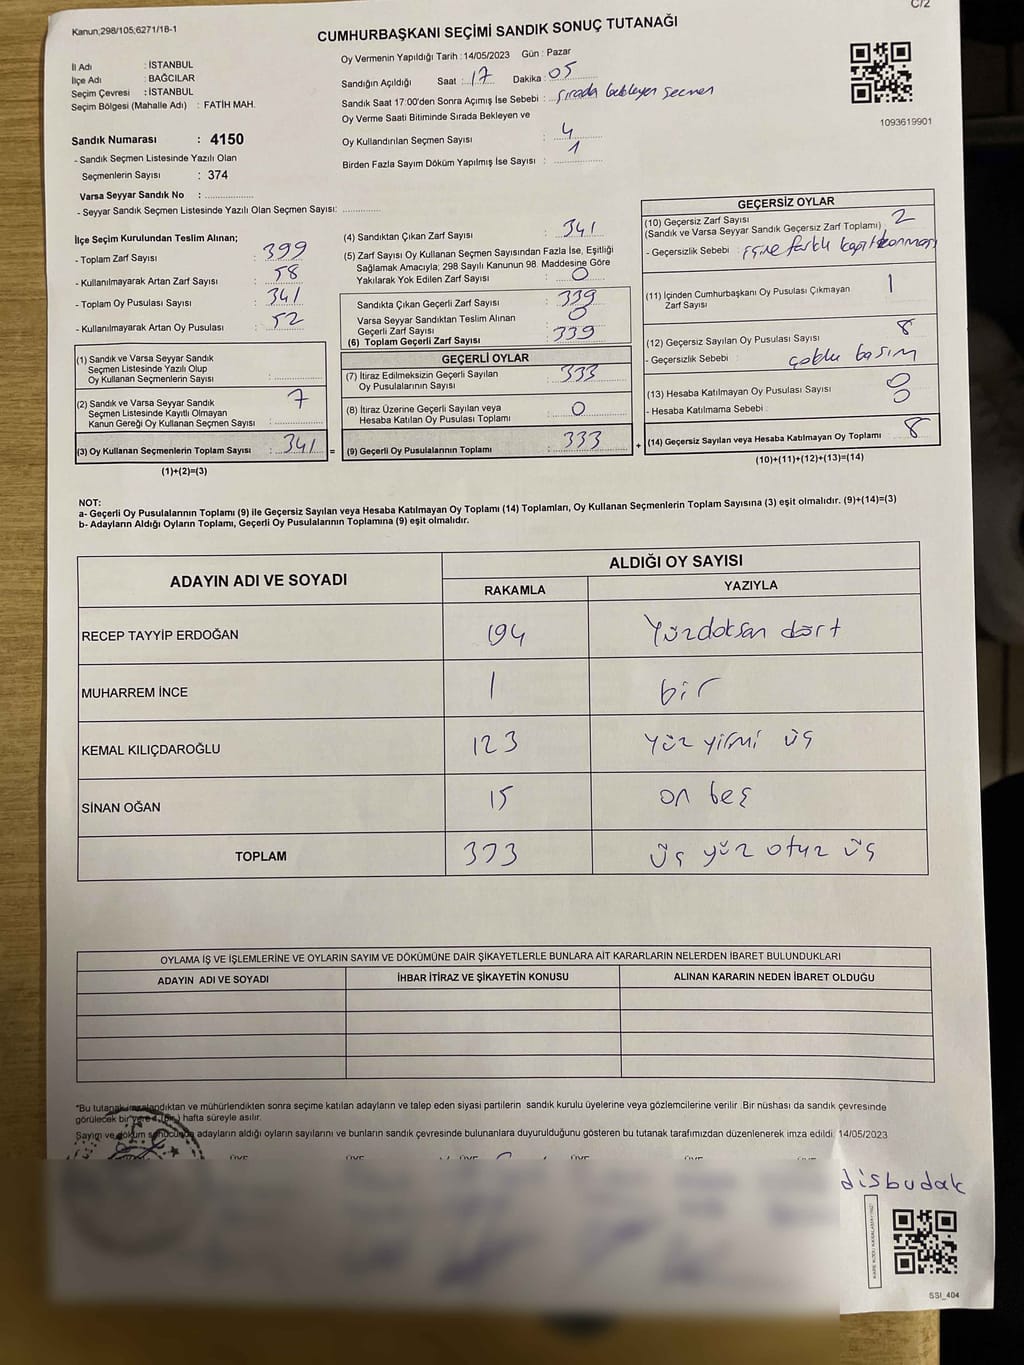 C/2
Kanun;298/105;6271/18-1
CUMHURBAŞKANI SEÇİMİ SANDIK SONUÇ TUTANAĞI
İl Adı : İSTANBUL
İlçe Adı : BAĞCILAR
Seçim Çevresi : İSTANBUL
Seçim Bölgesi (Mahalle Adı) : FATİH MAH.
Sandık Numarası : 4150
- Sandık Seçmen Listesinde Yazılı Olan
Seçmenlerin Sayısı : 374
Varsa Seyyar Sandık No : ..............
- Seyyar Sandık Seçmen Listesinde Yazılı Olan Seçmen Sayısı: ............
Oy Vermenin Yapıldığı Tarih :14/05/2023 Gün : Pazar
Sandığın Açıldığı Saat : 17 Dakika : 05
Sandık Saat 17:00'den Sonra Açımış İse Sebebi : sırada bekleyen seçmen
Oy Verme Saati Bitiminde Sırada Bekleyen ve
Oy Kullandırılan Seçmen Sayısı : 4
Birden Fazla Sayım Döküm Yapılmış İse Sayısı : 1
1093619901
İlçe Seçim Kurulundan Teslim Alınan;
- Toplam Zarf Sayısı : 399
- Kullanılmayarak Artan Zarf Sayısı : 58
- Toplam Oy Pusulası Sayısı : 341
- Kullanılmayarak Artan Oy Pusulası : 52
(1) Sandık ve Varsa Seyyar Sandık
Seçmen Listesinde Yazılı Olup
Oy Kullanan Seçmenlerin Sayısı :
(2) Sandık ve Varsa Seyyar Sandık
Seçmen Listesinde Kayıtlı Olmayan
Kanun Gereği Oy Kullanan Seçmen Sayısı : 7
(3) Oy Kullanan Seçmenlerin Toplam Sayısı : 341 =
(1)+(2)=(3)
(4) Sandıktan Çıkan Zarf Sayısı : 341
(5) Zarf Sayısı Oy Kullanan Seçmen Sayısından Fazla İse, Eşitliği
Sağlamak Amacıyla; 298 Sayılı Kanunun 98. Maddesine Göre
Yakılarak Yok Edilen Zarf Sayısı : 0
Sandıkta Çıkan Geçerli Zarf Sayısı : 339
Varsa Seyyar Sandıktan Teslim Alınan
Geçerli Zarf Sayısı : 0
(6) Toplam Geçerli Zarf Sayısı : 339
GEÇERLİ OYLAR
(7) İtiraz Edilmeksizin Geçerli Sayılan
Oy Pusulalarının Sayısı : 333
(8) İtiraz Üzerine Geçerli Sayılan veya
Hesaba Katılan Oy Pusulası Toplamı : 0
(9) Geçerli Oy Pusulalarının Toplamı : 333 +
GEÇERSİZ OYLAR
(10) Geçersiz Zarf Sayısı
(Sandık ve Varsa Seyyar Sandık Geçersiz Zarf Toplamı) : 2
- Geçersizlik Sebebi : içine farklı
(11) İçinden Cumhurbaşkanı Oy Pusulası Çıkmayan
Zarf Sayısı : 1
(12) Geçersiz Sayılan Oy Pusulası Sayısı : 8
- Geçersizlik Sebebi : çoklu basım
(13) Hesaba Katılmayan Oy Pusulası Sayısı : 0
- Hesaba Katılmama Sebebi : 0
(14) Geçersiz Sayılan veya Hesaba Katılmayan Oy Toplamı : 8
(10)+(11)+(12)+(13)=(14)
NOT:
a- Geçerli Oy Pusulalarının Toplamı (9) ile Geçersiz Sayılan veya Hesaba Katılmayan Oy Toplamı (14) Toplamları, Oy Kullanan Seçmenlerin Toplam Sayısına (3) eşit olmalıdır. (9)+(14)=(3)
b- Adayların Aldığı Oyların Toplamı, Geçerli Oy Pusulalarının Toplamına (9) eşit olmalıdır.
ADAYIN ADI VE SOYADI
ALDIĞI OY SAYISI
RAKAMLA YAZIYLA
RECEP TAYYİP ERDOĞAN 194 Yüzdoksan dört
MUHARREM İNCE 1 bir
KEMAL KILIÇDAROĞLU 123 yüz yirmi üç
SİNAN OĞAN 15 on beş
TOPLAM 333 üç yüz otuz üç
OYLAMA İŞ VE İŞLEMLERİNE VE OYLARIN SAYIM VE DÖKÜMÜNE DAİR ŞİKAYETLERLE BUNLARA AİT KARARLARIN NELERDEN İBARET BULUNDUKLARI
ADAYIN ADI VE SOYADI İHBAR İTİRAZ VE ŞİKAYETİN KONUSU ALINAN KARARIN NEDEN İBARET OLDUĞU
*Bu tutanak imzalandıktan ve mühürlendikten sonra seçime katılan adayların ve talep eden siyasi partilerin sandık kurulu üyelerine veya gözlemcilerine verilir .Bir nüshası da sandık çevresinde
görülecek bir yere hafta süreyle asılır.
Sayım ve döküm sonucunda adayların aldığı oyların sayılarını ve bunların sandık çevresinde bulunanlara duyurulduğunu gösteren bu tutanak tarafımızdan düzenlenerek imza edildi. 14/05/2023
disbudak
SSI_404